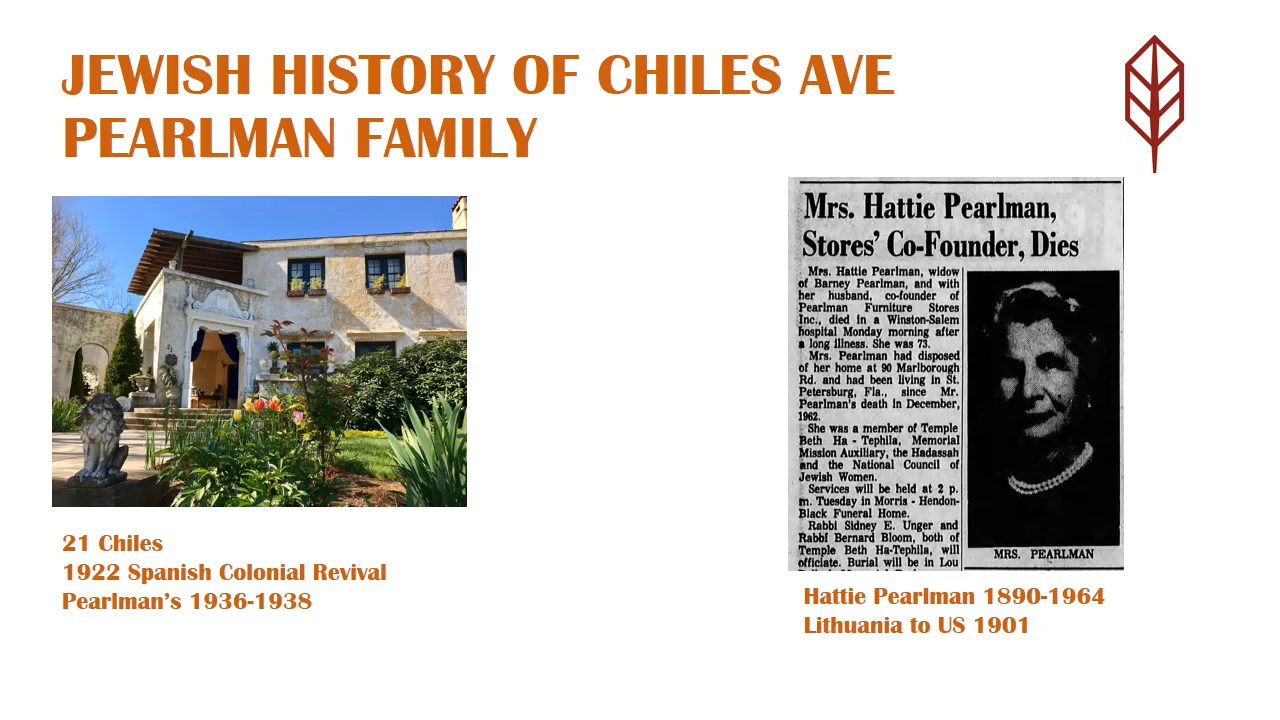 JEWISH HISTORY OF CHILES AVE
PEARLMAN FAMILY
21 Chiles
1922 Spanish Colonial Revival
Pearlman's 1936-1938
Mrs. Hattie Pearlman,
Stores' Co-Founder, Dies
Mrs. Hattie Pearlman, widow
of Barney Pearlman, and with
her husband, co-founder of
Pearlman Furniture Stores
Inc., died in a Winston-Salem
hospital Monday morning after
a long illness. She was 73.
Mrs. Pearlman had disposed
of her home at 90 Marlborough
Rd. and had been living in St.
Petersburg, Fla., since Mr.
Pearlman's death in December,
1962.
She was a member of Temple
Beth Ha - Tephila, Memorial
Mission Auxiliary, the Hadassah
and the National Council of
Jewish Women.
Services will be held at 2 p.
m. Tuesday in Morris - Hendon-
Black Funeral Home.
Rabbi Sidney E. Unger and
Rabbi Bernard Bloom, both of
Temple Beth Ha-Tephila, will
officiate. Burial will be in Lou
MRS. PEARLMAN
Hattie Pearlman 1890-1964
Lithuania to US 1901